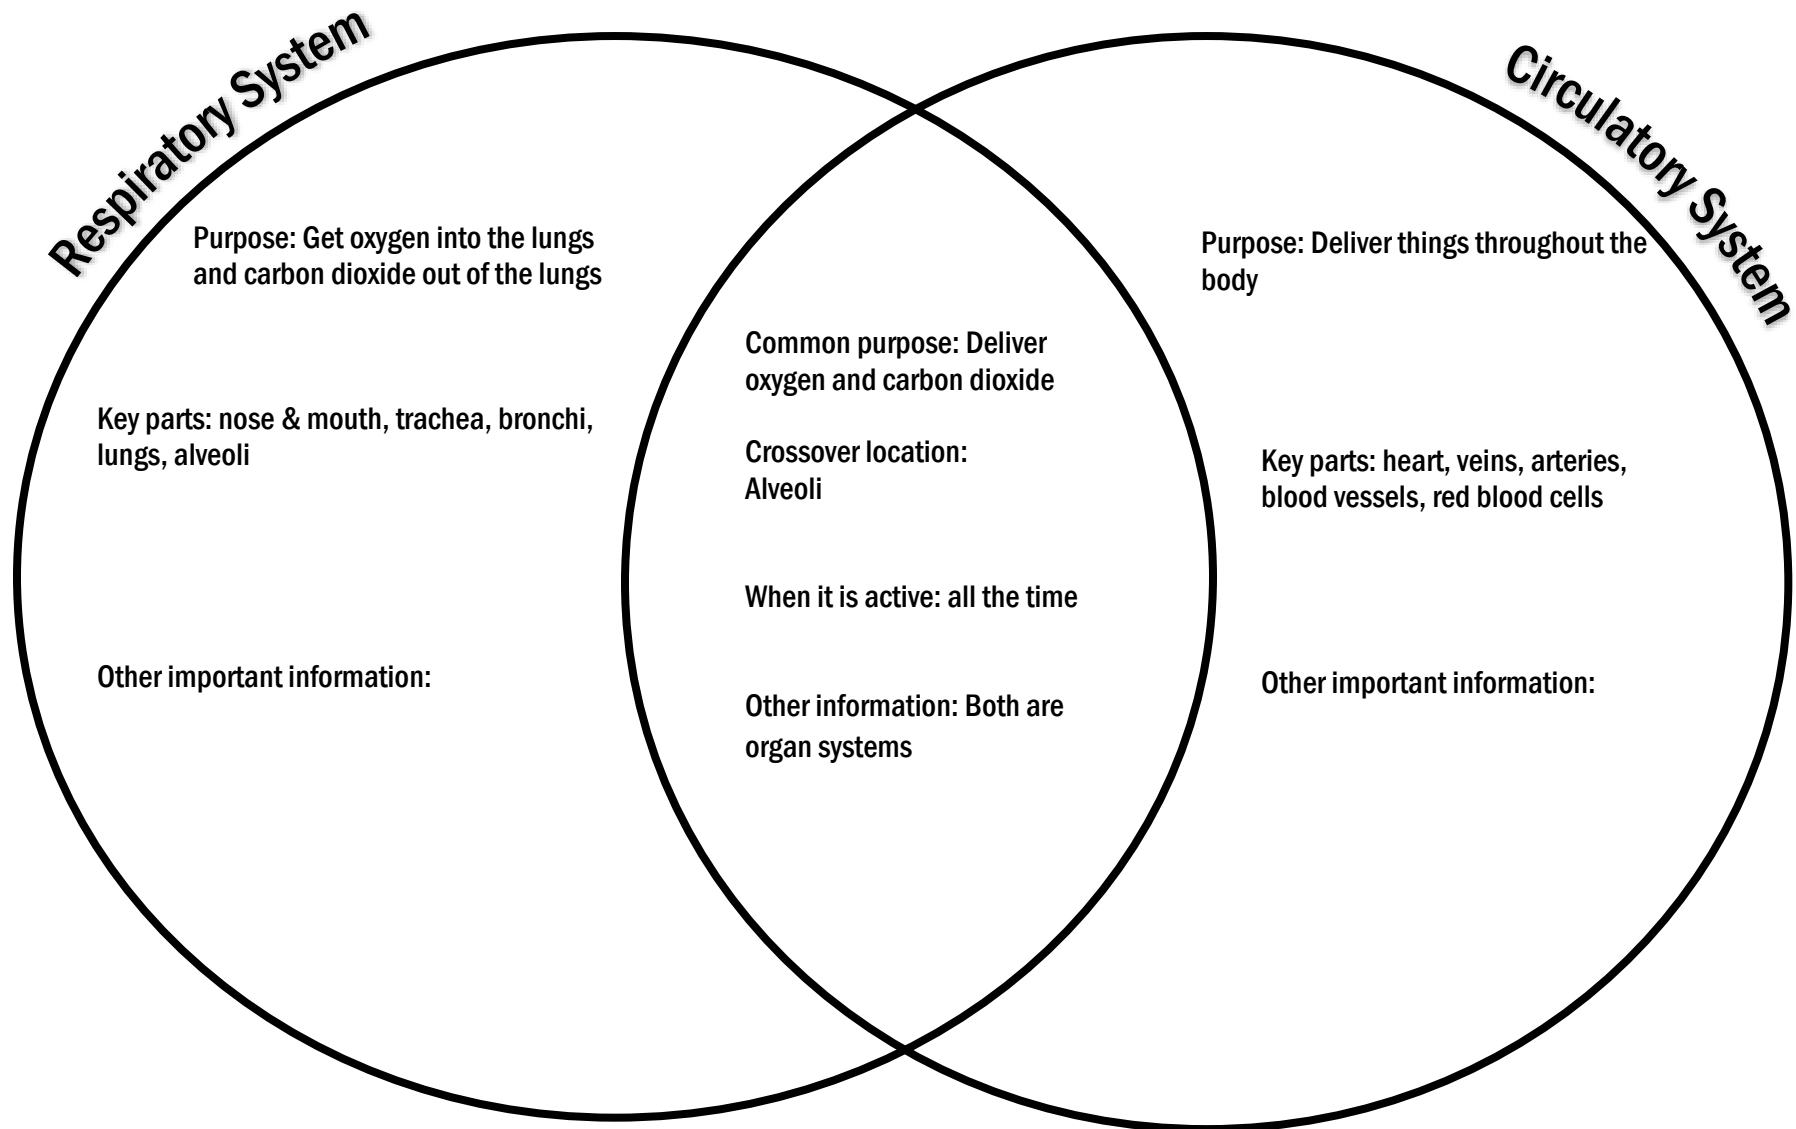 Respiratory System
Purpose: Get oxygen into the lungs
and carbon dioxide out of the lungs
Key parts: nose & mouth, trachea, bronchi,
lungs, alveoli
Other important information:
Common purpose: Deliver
oxygen and carbon dioxide
Crossover location:
Alveoli
When it is active: all the time
Other information: Both are
organ systems
Circulatory System
Purpose: Deliver things throughout the
body
Key parts: heart, veins, arteries,
blood vessels, red blood cells
Other important information: